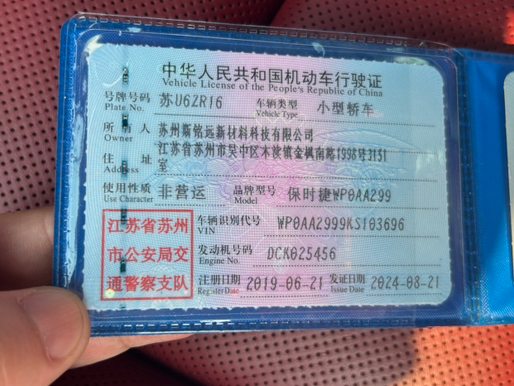 中华人民共和国机动车行驶证
Vehicle License of the People's Republic of China
号牌号码 苏U6ZR16 车辆类型 小型轿车
Plate No. Vehicle Type
所有人 苏州斯铭远新材料科技有限公司
Owner
江苏省苏州市吴中区木渎镇金枫南路1998号3151
住址 室
Address
使用性质 非营运 品牌型号 保时捷WP0AA299
Use Character Model
江苏省苏州 车辆识别代号 WP0AA2999KS103696
VIN
市公安局交 发动机号码 DCK025456
Engine No.
通警察支队 注册日期 2019-06-21 发证日期 2024-08-21
Register Date Issue Date